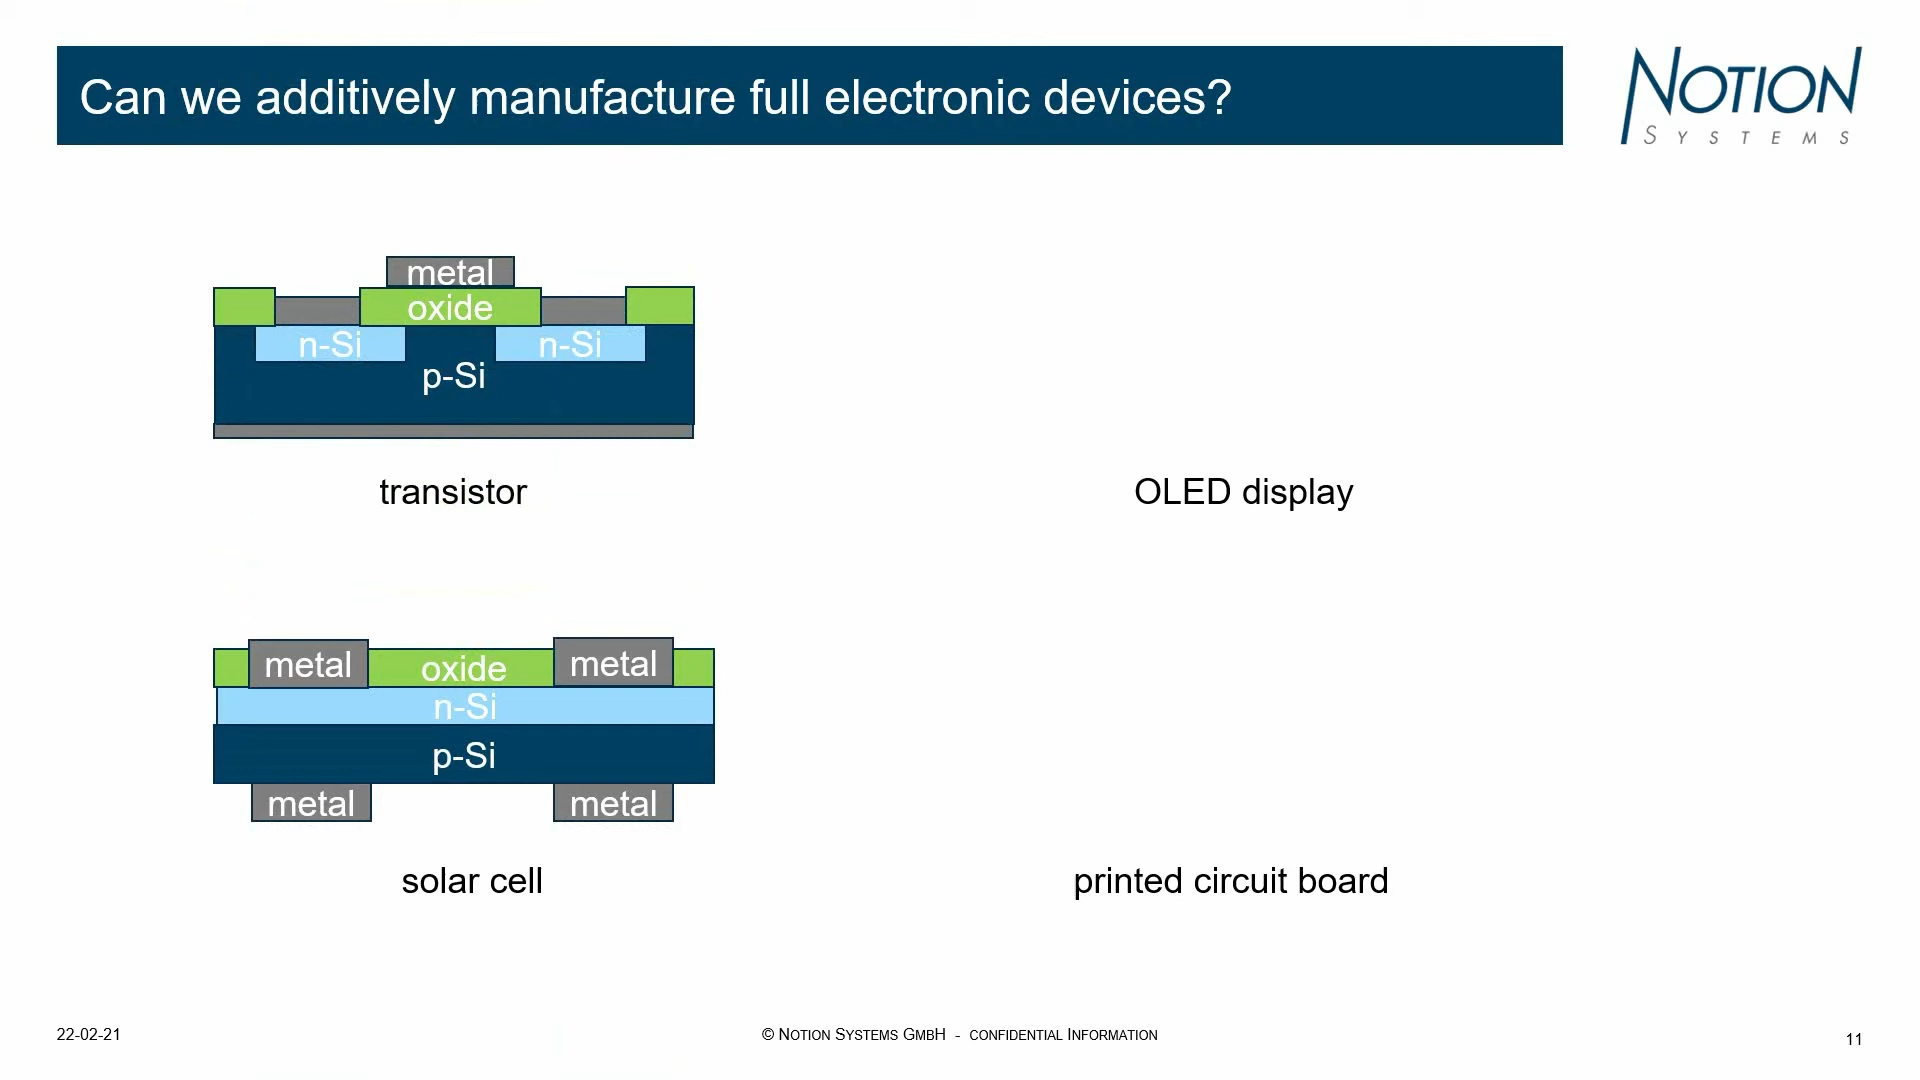 Can we additively manufacture full electronic devices?
NOTION
SYSTEMS
metal
oxide
n-Si
n-Si
p-Si
transistor
OLED display
metal
oxide
metal
n-Si
p-Si
metal
metal
solar cell
printed circuit board
22-02-21
© NOTION SYSTEMS GMBH - CONFIDENTIAL INFORMATION
11